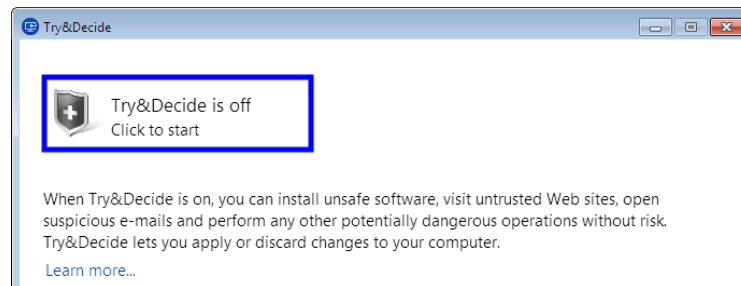 Try&Decide
Try&Decide is off
Click to start
When Try&Decide is on, you can install unsafe software, visit untrusted Web sites, open
suspicious e-mails and perform any other potentially dangerous operations without risk.
Try&Decide lets you apply or discard changes to your computer.
Learn more...